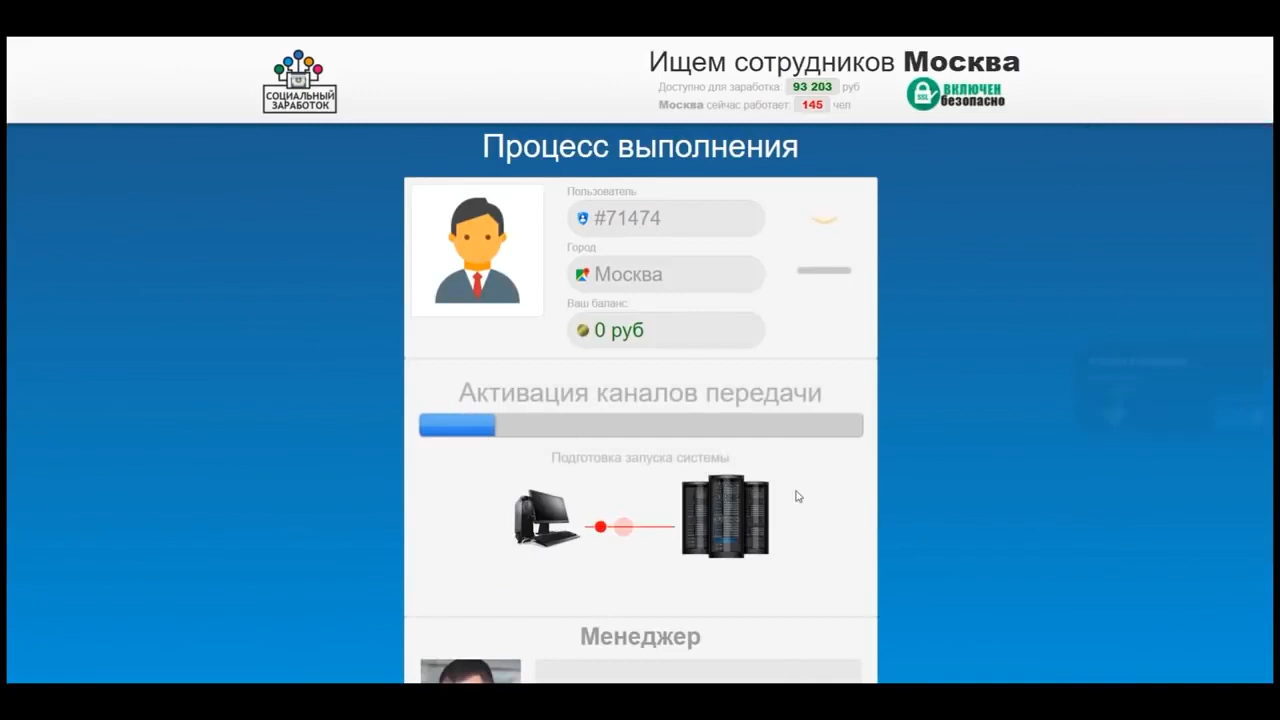 СОЦИАЛЬНЫЙ
ЗАРАБОТОК
Ищем сотрудников Москва
Доступно для заработка: 93 203 руб
Москва сейчас работает: 145 чел
SSL
ВКЛЮЧЕН
безопасно
Процесс выполнения
Пользователь
#71474
Город
Москва
Ваш баланс:
0 руб
Активация каналов передачи
Подготовка запуска системы
Менеджер